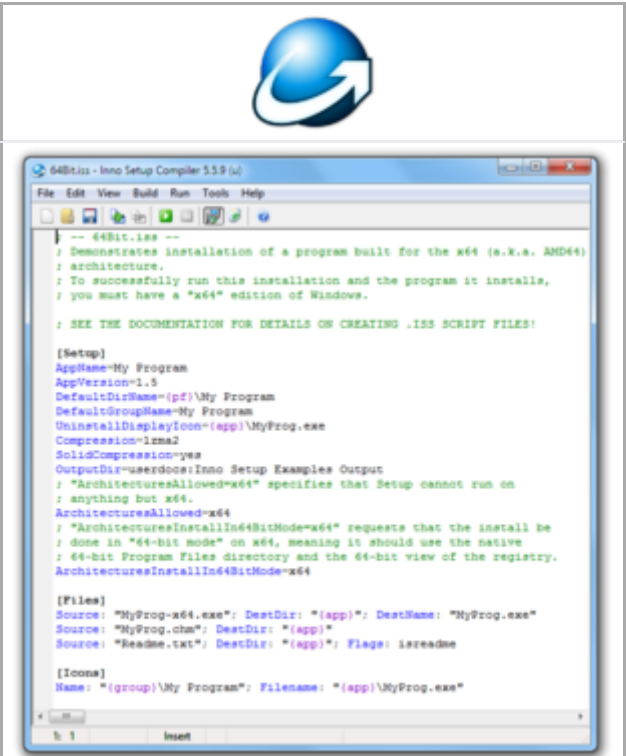 64Bit.iss - Inno Setup Compiler 5.5.9 (u)
File Edit View Build Run Tools Help
; -- 64Bit.iss --
; Demonstrates installation of a program built for the x64 (a.k.a. AMD64)
; architecture.
; To successfully run this installation and the program it installs,
; you must have a "x64" edition of Windows.
; SEE THE DOCUMENTATION FOR DETAILS ON CREATING .ISS SCRIPT FILES!
[Setup]
AppName=My Program
AppVersion=1.5
DefaultDirName={pf}\My Program
DefaultGroupName=My Program
UninstallDisplayIcon={app}\MyProg.exe
Compression=lzma2
SolidCompression=yes
OutputDir=userdocs:Inno Setup Examples Output
; "ArchitecturesAllowed=x64" specifies that Setup cannot run on
; anything but x64.
ArchitecturesAllowed=x64
; "ArchitecturesInstallIn64BitMode=x64" requests that the install be
; done in "64-bit mode" on x64, meaning it should use the native
; 64-bit Program Files directory and the 64-bit view of the registry.
ArchitecturesInstallIn64BitMode=x64
[Files]
Source: "MyProg-x64.exe"; DestDir: "{app}"; DestName: "MyProg.exe"
Source: "MyProg.chm"; DestDir: "{app}"
Source: "Readme.txt"; DestDir: "{app}"; Flags: isreadme
[Icons]
Name: "{group}\My Program"; Filename: "{app}\MyProg.exe"
1: 1 Insert